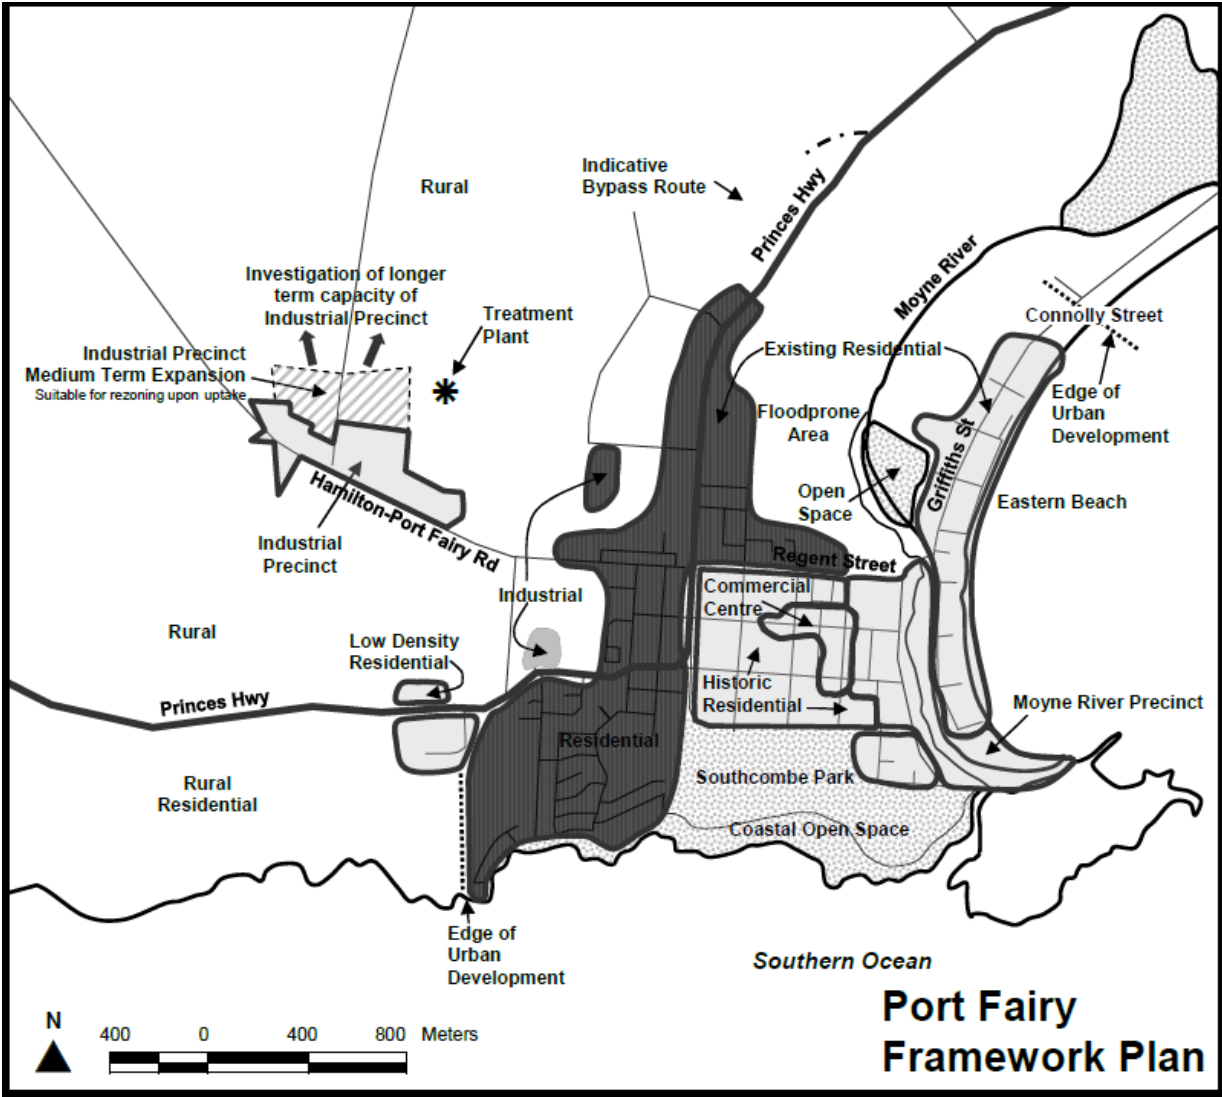 Indicative
Bypass Route
Rural
Princes Hwy
Moyne River
Investigation of longer
term capacity of
Industrial Precinct
Treatment
Plant
Connolly Street
Industrial Precinct
Medium Term Expansion
Suitable for rezoning upon uptake
Existing Residential
Edge of
Urban
Development
Floodprone
Area
Griffiths St
Open
Space
Eastern Beach
Hamilton-Port Fairy Rd
Industrial
Precinct
Regent Street
Industrial
Commercial
Centre
Rural
Low Density
Residential
Historic
Residential
Princes Hwy
Moyne River Precinct
Residential
Rural
Residential
Southcombe Park
Coastal Open Space
Edge of
Urban
Development
Southern Ocean
Port Fairy
Framework Plan
N
400 0 400 800 Meters